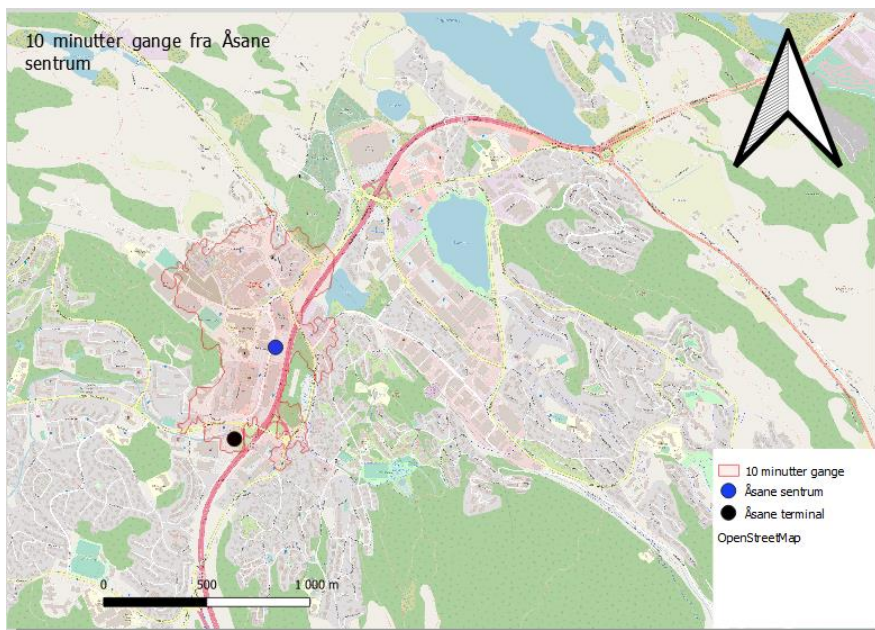 10 minutter gange fra Åsane
sentrum
10 minutter gange
Åsane sentrum
Åsane terminal
OpenStreetMap
0 500 1 000 m